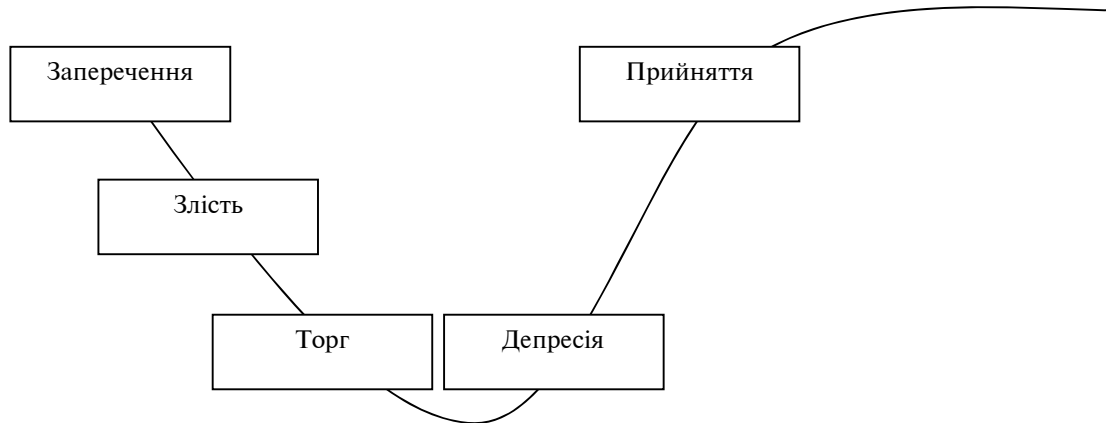 Заперечення
Прийняття
Злість
Торг
Депресія